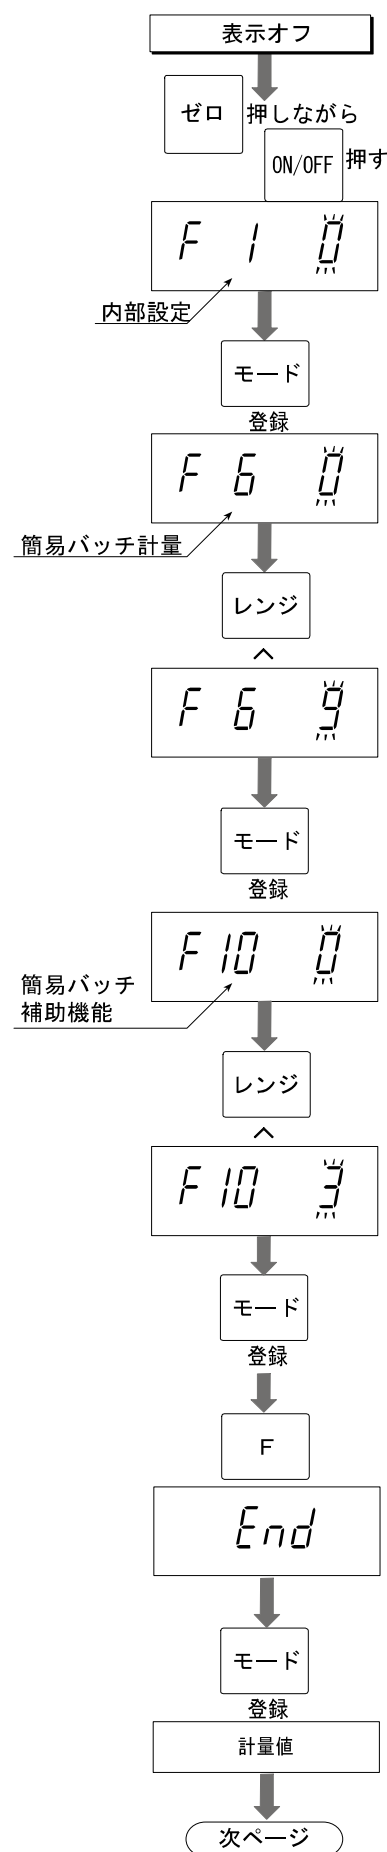 表示オフ
ゼロ 押しながら
ON/OFF 押す
F 1 0
内部設定
モード
登録
F 6 0
簡易バッチ計量
レンジ
^
F 6 9
モード
登録
F 10 0
簡易バッチ
補助機能
レンジ
^
F 10 3
モード
登録
F
End
モード
登録
計量値
次ページ